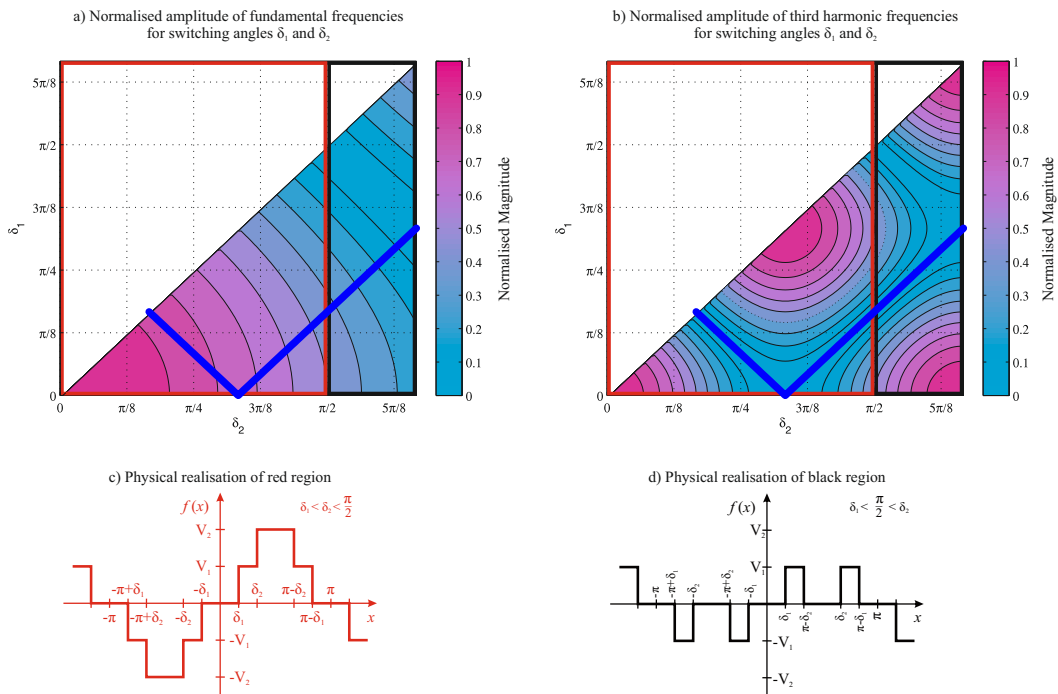 a) Normalised amplitude of fundamental frequencies
for switching angles δ₁ and δ₂
5π/8
π/2
3π/8
π/4
π/8
0
δ₁
0 π/8 π/4 3π/8 π/2 5π/8
δ₂
1
0.9
0.8
0.7
0.6
0.5
0.4
0.3
0.2
0.1
0
Normalised Magnitude
b) Normalised amplitude of third harmonic frequencies
for switching angles δ₁ and δ₂
5π/8
π/2
3π/8
π/4
π/8
0
δ₁
0 π/8 π/4 3π/8 π/2 5π/8
δ₂
1
0.9
0.8
0.7
0.6
0.5
0.4
0.3
0.2
0.1
0
Normalised Magnitude
c) Physical realisation of red region
f(x)
δ₁ < δ₂ < π/2
V₂
V₁
-π+δ₁ -δ₁ δ₂ π-δ₂ π
-π -π+δ₂ -δ₂ δ₁ π-δ₁ x
-V₁
-V₂
d) Physical realisation of black region
f(x)
δ₁ < π/2 < δ₂
V₂
V₁
-π -π+δ₁ -δ₂ -π+δ₂ -δ₁
δ₁ π-δ₂ δ₂ π-δ₁ π x
-V₁
-V₂